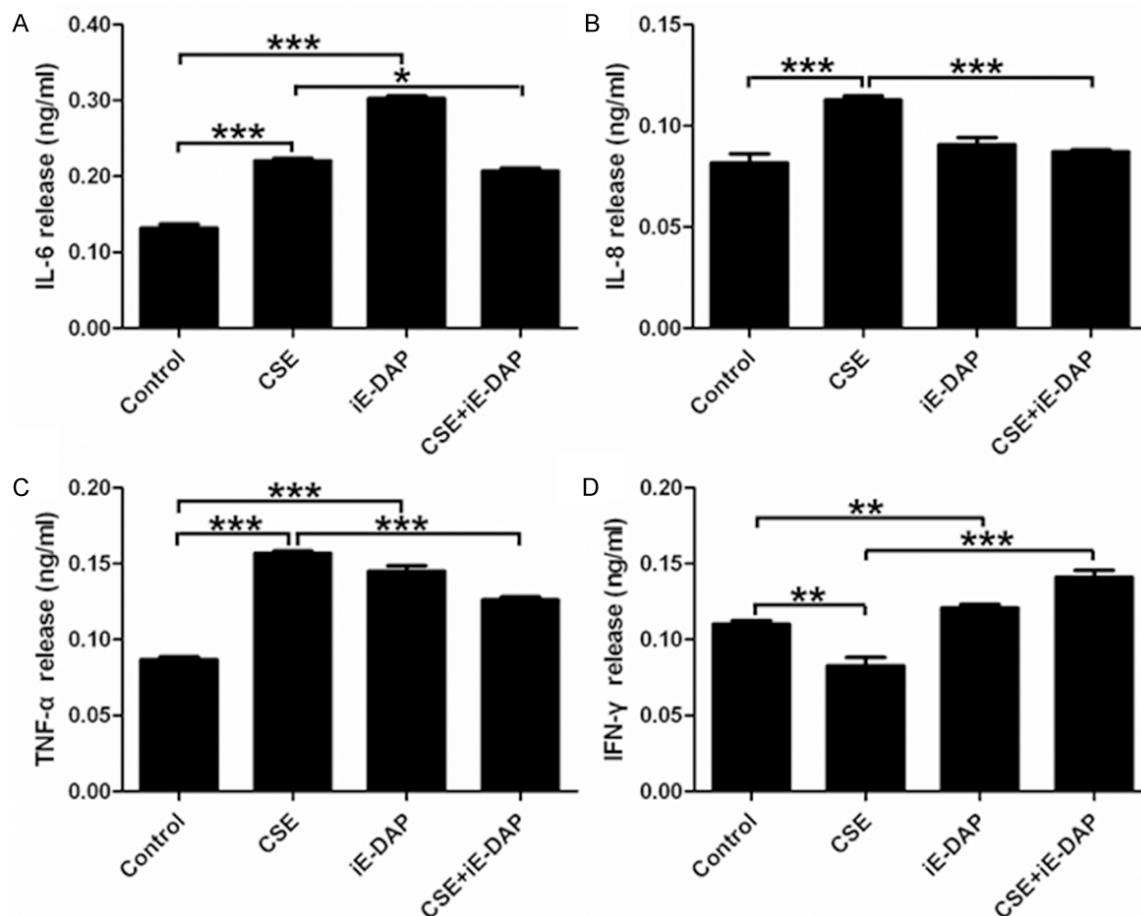 A
IL-6 release (ng/ml)
0.40
0.30
0.20
0.10
0.00
***
*
***
Control
CSE
iE-DAP
CSE+iE-DAP
B
IL-8 release (ng/ml)
0.15
0.10
0.05
0.00
***
***
Control
CSE
iE-DAP
CSE+iE-DAP
C
TNF-α release (ng/ml)
0.20
0.15
0.10
0.05
0.00
***
***
***
Control
CSE
iE-DAP
CSE+iE-DAP
D
IFN-γ release (ng/ml)
0.20
0.15
0.10
0.05
0.00
**
***
**
Control
CSE
iE-DAP
CSE+iE-DAP